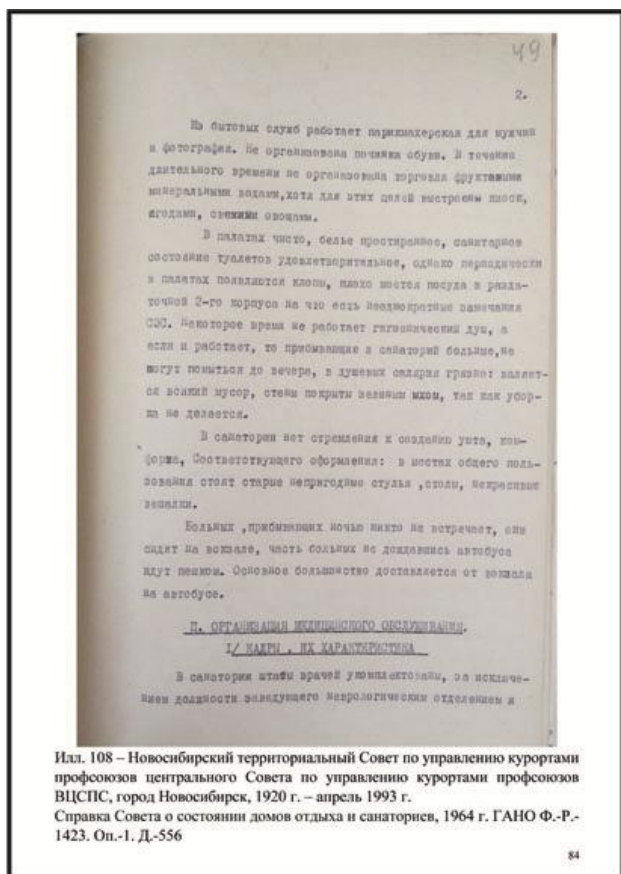 49
2.
Из бытовых служб работает парикмахерская для мужчин
и фотография. Не организована починка обуви. В течение
длительного времени не организована торговля фруктовыми
минеральными водами,хотя для этих целей выстроены киоси,
ягодами, свежими овощами.
В палатах чисто, белье простиранное, санитарное
состояние туалетов удовлетворительное, однако периодически
в палатах появляются клопы, плохо моется посуда в разда-
точной 2-го корпуса на что есть неоднократные замечания
СЭС. Некоторое время не работает гигиенический душ, а
если и работает, то прибывающие в санаторий больные,не
могут помыться до вечера, в душевых солярия грязно: валяет-
ся всякий мусор, стены покрыты зеленым мхом, так как убор-
ка не делается.
В санатории нет стремления к созданию уюта, ком-
форта, Соответствующего оформления: в местах общего поль-
зования стоят старые непригодные стулья ,столы, некрасивые
вешалки.
Больных ,прибывающих ночью никто не встречает, они
сидят на вокзале, часть больных не дождавшись автобуса
идут пешком. Основное большинство доставляется от вокзала
на автобусе.
П. ОРГАНИЗАЦИЯ МЕДИЦИНСКОГО ОБСЛУЖИВАНИЯ.
I/ КАДРЫ , ИХ ХАРАКТЕРИСТИКА
В санатории штаты врачей укомплектованы, за исключе-
нием должности заведующего неврологическим отделением и
Илл. 108 – Новосибирский территориальный Совет по управлению курортами
профсоюзов центрального Совета по управлению курортами профсоюзов
ВЦСПС, город Новосибирск, 1920 г. – апрель 1993 г.
Справка Совета о состоянии домов отдыха и санаториев, 1964 г. ГАНО Ф.-Р.-
1423. Оп.-1. Д.-556
84